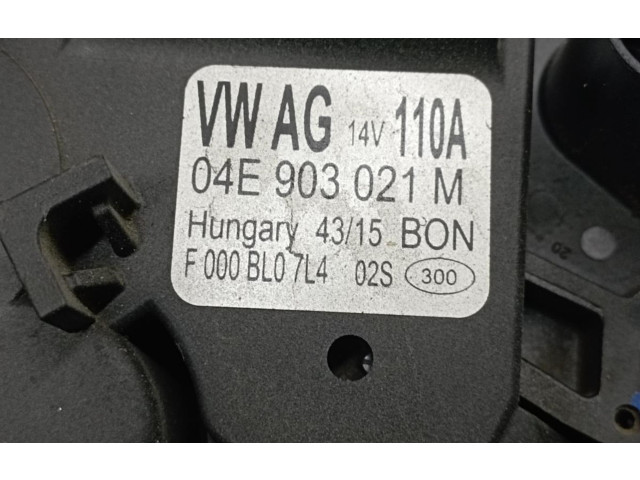 VW AG 14V 110A
04E 903 021 M
Hungary 43/15 BON
F 000 BL0 7L4 02S 300